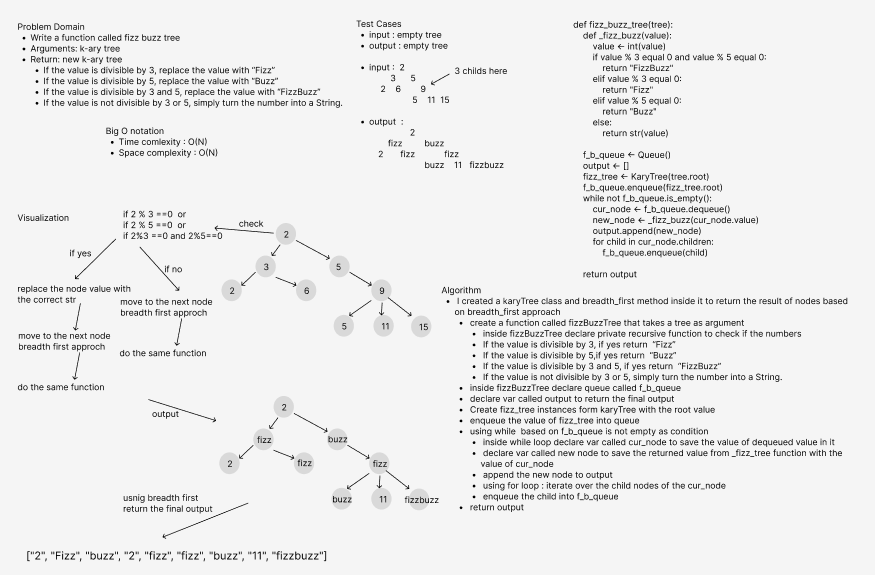 Problem Domain
• Write a function called fizz buzz tree
• Arguments: k-ary tree
• Return: new k-ary tree
• If the value is divisible by 3, replace the value with “Fizz”
• If the value is divisible by 5, replace the value with “Buzz”
• If the value is divisible by 3 and 5, replace the value with “FizzBuzz”
• If the value is not divisible by 3 or 5, simply turn the number into a String.
Big O notation
• Time comlexity : O(N)
• Space complexity : O(N)
Test Cases
• input : empty tree
• output : empty tree
• input : 2
3 5
3 childs here
2 6 9
5 11 15
• output :
2
fizz buzz
2 fizz fizz
buzz 11 fizzbuzz
def fizz_buzz_tree(tree):
def _fizz_buzz(value):
value ← int(value)
if value % 3 equal 0 and value % 5 equal 0:
return "FizzBuzz"
elif value % 3 equal 0:
return "Fizz"
elif value % 5 equal 0:
return "Buzz"
else:
return str(value)
f_b_queue ← Queue()
output ← []
fizz_tree ← KaryTree(tree.root)
f_b_queue.enqueue(fizz_tree.root)
while not f_b_queue.is_empty():
cur_node ← f_b_queue.dequeue()
new_node ← _fizz_buzz(cur_node.value)
output.append(new_node)
for child in cur_node.children:
f_b_queue.enqueue(child)
return output
Visualization
if 2 % 3 ==0 or
if 2 % 5 ==0 or
if 2%3 ==0 and 2%5==0
check
if yes
if no
replace the node value with
the correct str
move to the next node
breadth first approch
do the same function
move to the next node
breadth first approch
do the same function
2
3
5
2
6
9
5
11
15
output
2
fizz
buzz
2
fizz
fizz
buzz
11
fizzbuzz
usnig breadth first
return the final output
["2", "Fizz", "buzz", "2", "fizz", "fizz", "buzz", "11", "fizzbuzz"]
Algorithm
• I created a karyTree class and breadth_first method inside it to return the result of nodes based
on breadth_first approach
• create a function called fizzBuzzTree that takes a tree as argument
• inside fizzBuzzTree declare private recursive function to check if the numbers
• If the value is divisible by 3, if yes return “Fizz”
• If the value is divisible by 5,if yes return “Buzz”
• If the value is divisible by 3 and 5, if yes return “FizzBuzz”
• If the value is not divisible by 3 or 5, simply turn the number into a String.
• inside fizzBuzzTree declare queue called f_b_queue
• declare var called output to return the final output
• Create fizz_tree instances form karyTree with the root value
• enqueue the value of fizz_tree into queue
• using while based on f_b_queue is not empty as condition
• inside while loop declare var called cur_node to save the value of dequeued value in it
• declare var called new node to save the returned value from _fizz_tree function with the
value of cur_node
• append the new node to output
• using for loop : iterate over the child nodes of the cur_node
• enqueue the child into f_b_queue
• return output